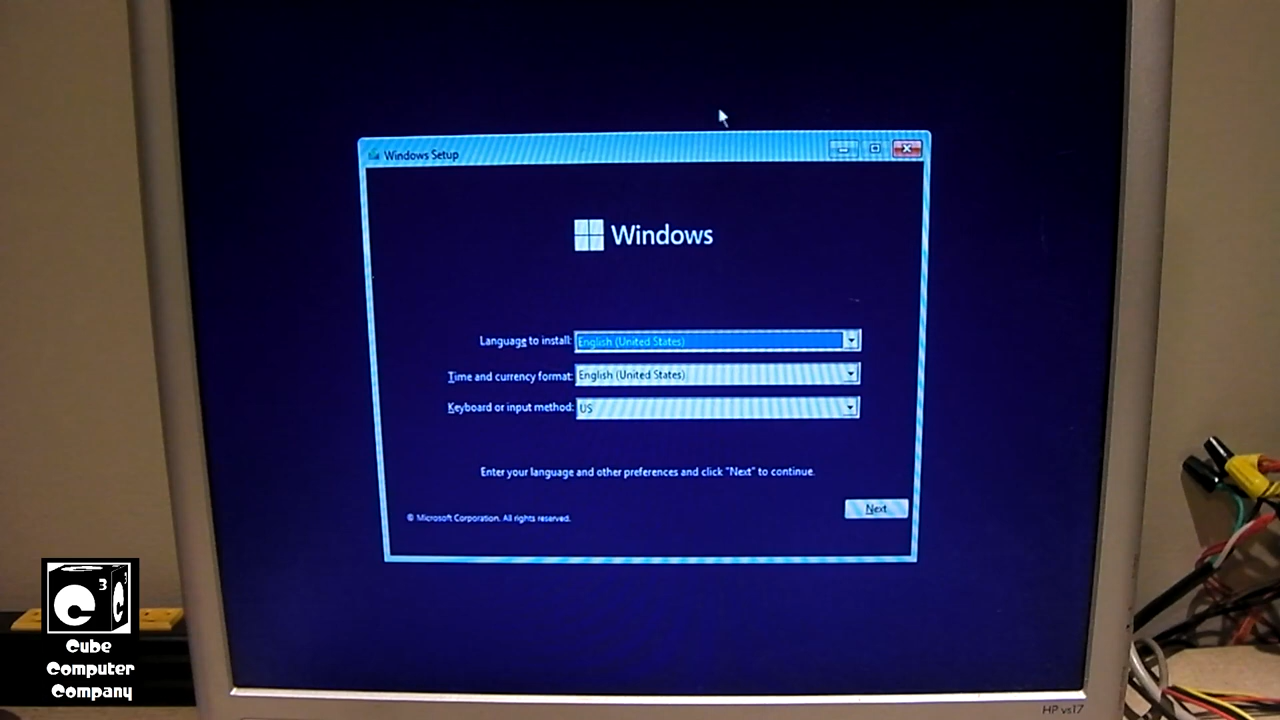 Windows Setup
Windows
Language to install: English (United States)
Time and currency format: English (United States)
Keyboard or input method: US
Enter your language and other preferences and click "Next" to continue.
Next
© Microsoft Corporation. All rights reserved.
C 3 C
Cube
Computer
Company
HP vs17